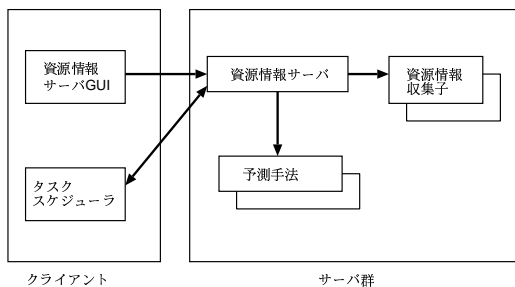 資源情報
サーバGUI
資源情報サーバ
資源情報
収集子
予測手法
タスク
スケジューラ
クライアント
サーバ群